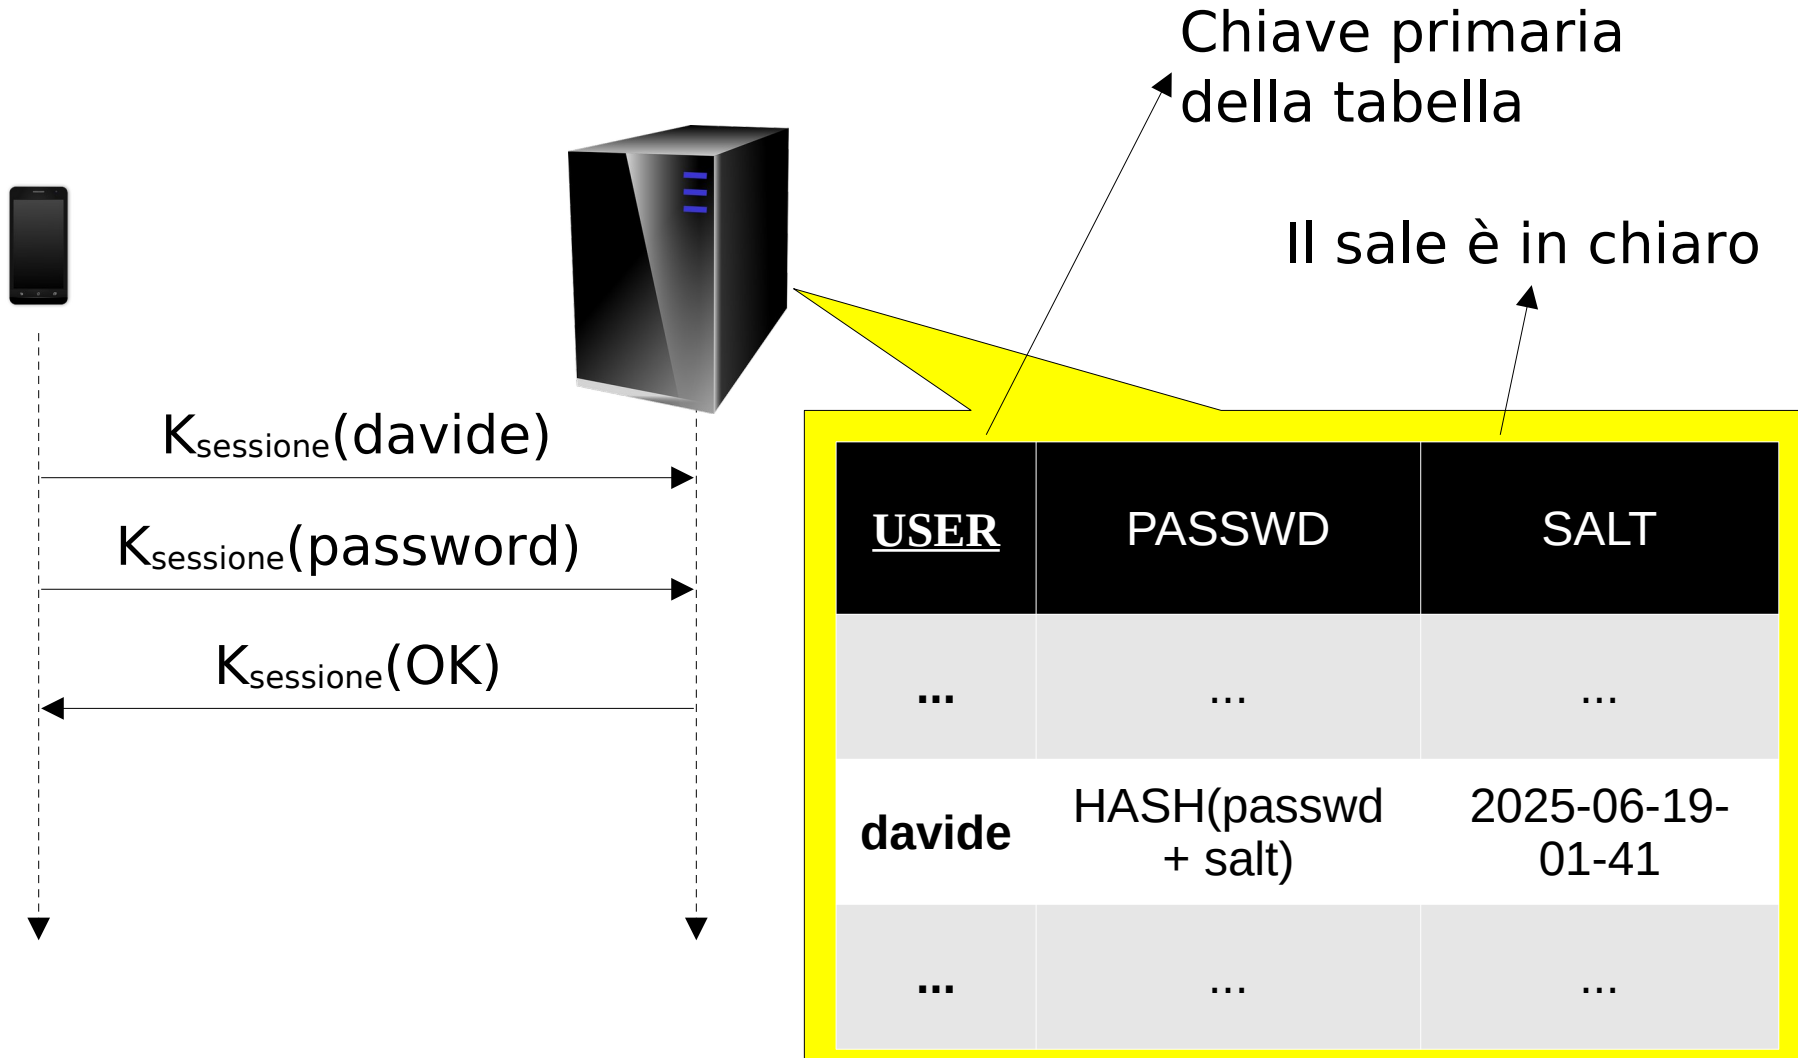 Chiave primaria
della tabella
Il sale è in chiaro
Ksessione(davide)
Ksessione(password)
Ksessione(OK)
USER PASSWD SALT
... ... ...
davide HASH(passwd + salt) 2025-06-19-01-41
... ... ...